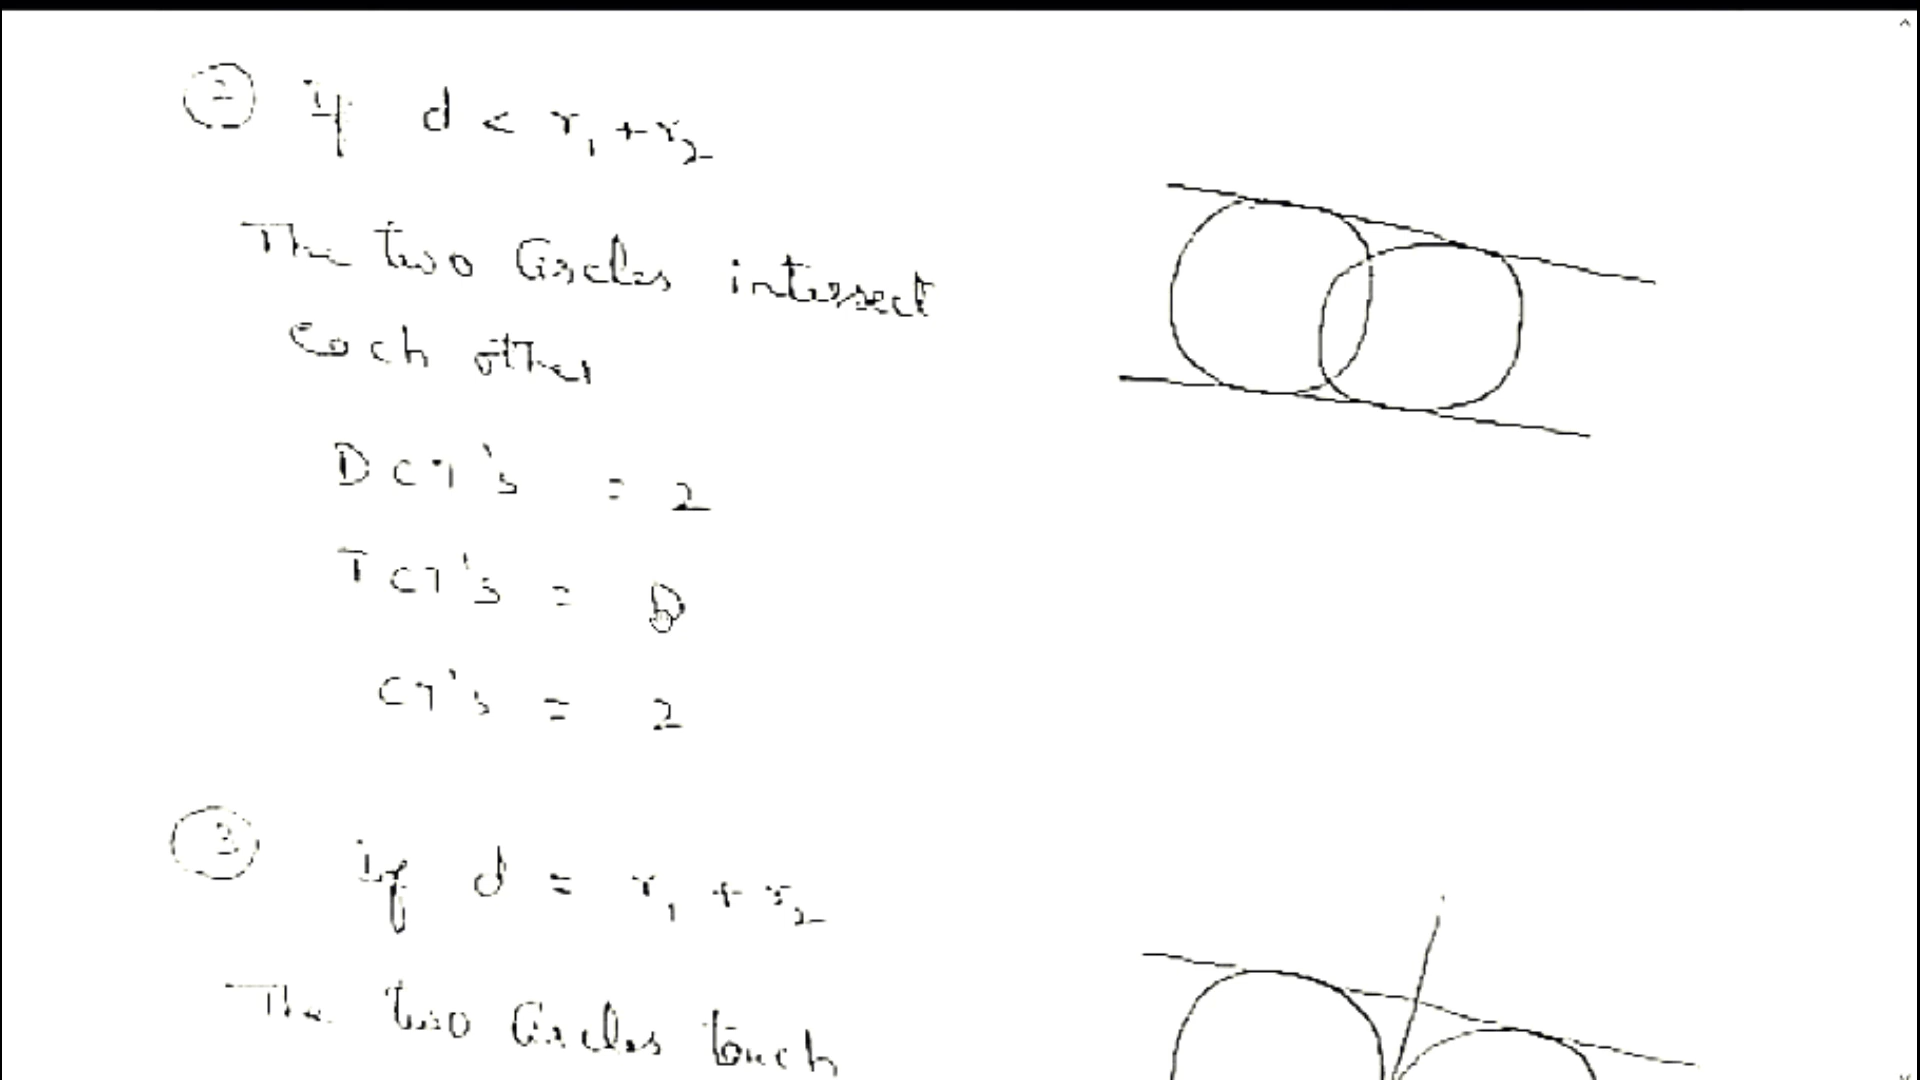 ② if d < r₁ + r₂
The two Circles intersect
each other
DCT's = 2
TCT's = 0
CT's = 2
③ if d = r₁ + r₂
The two Circles touch